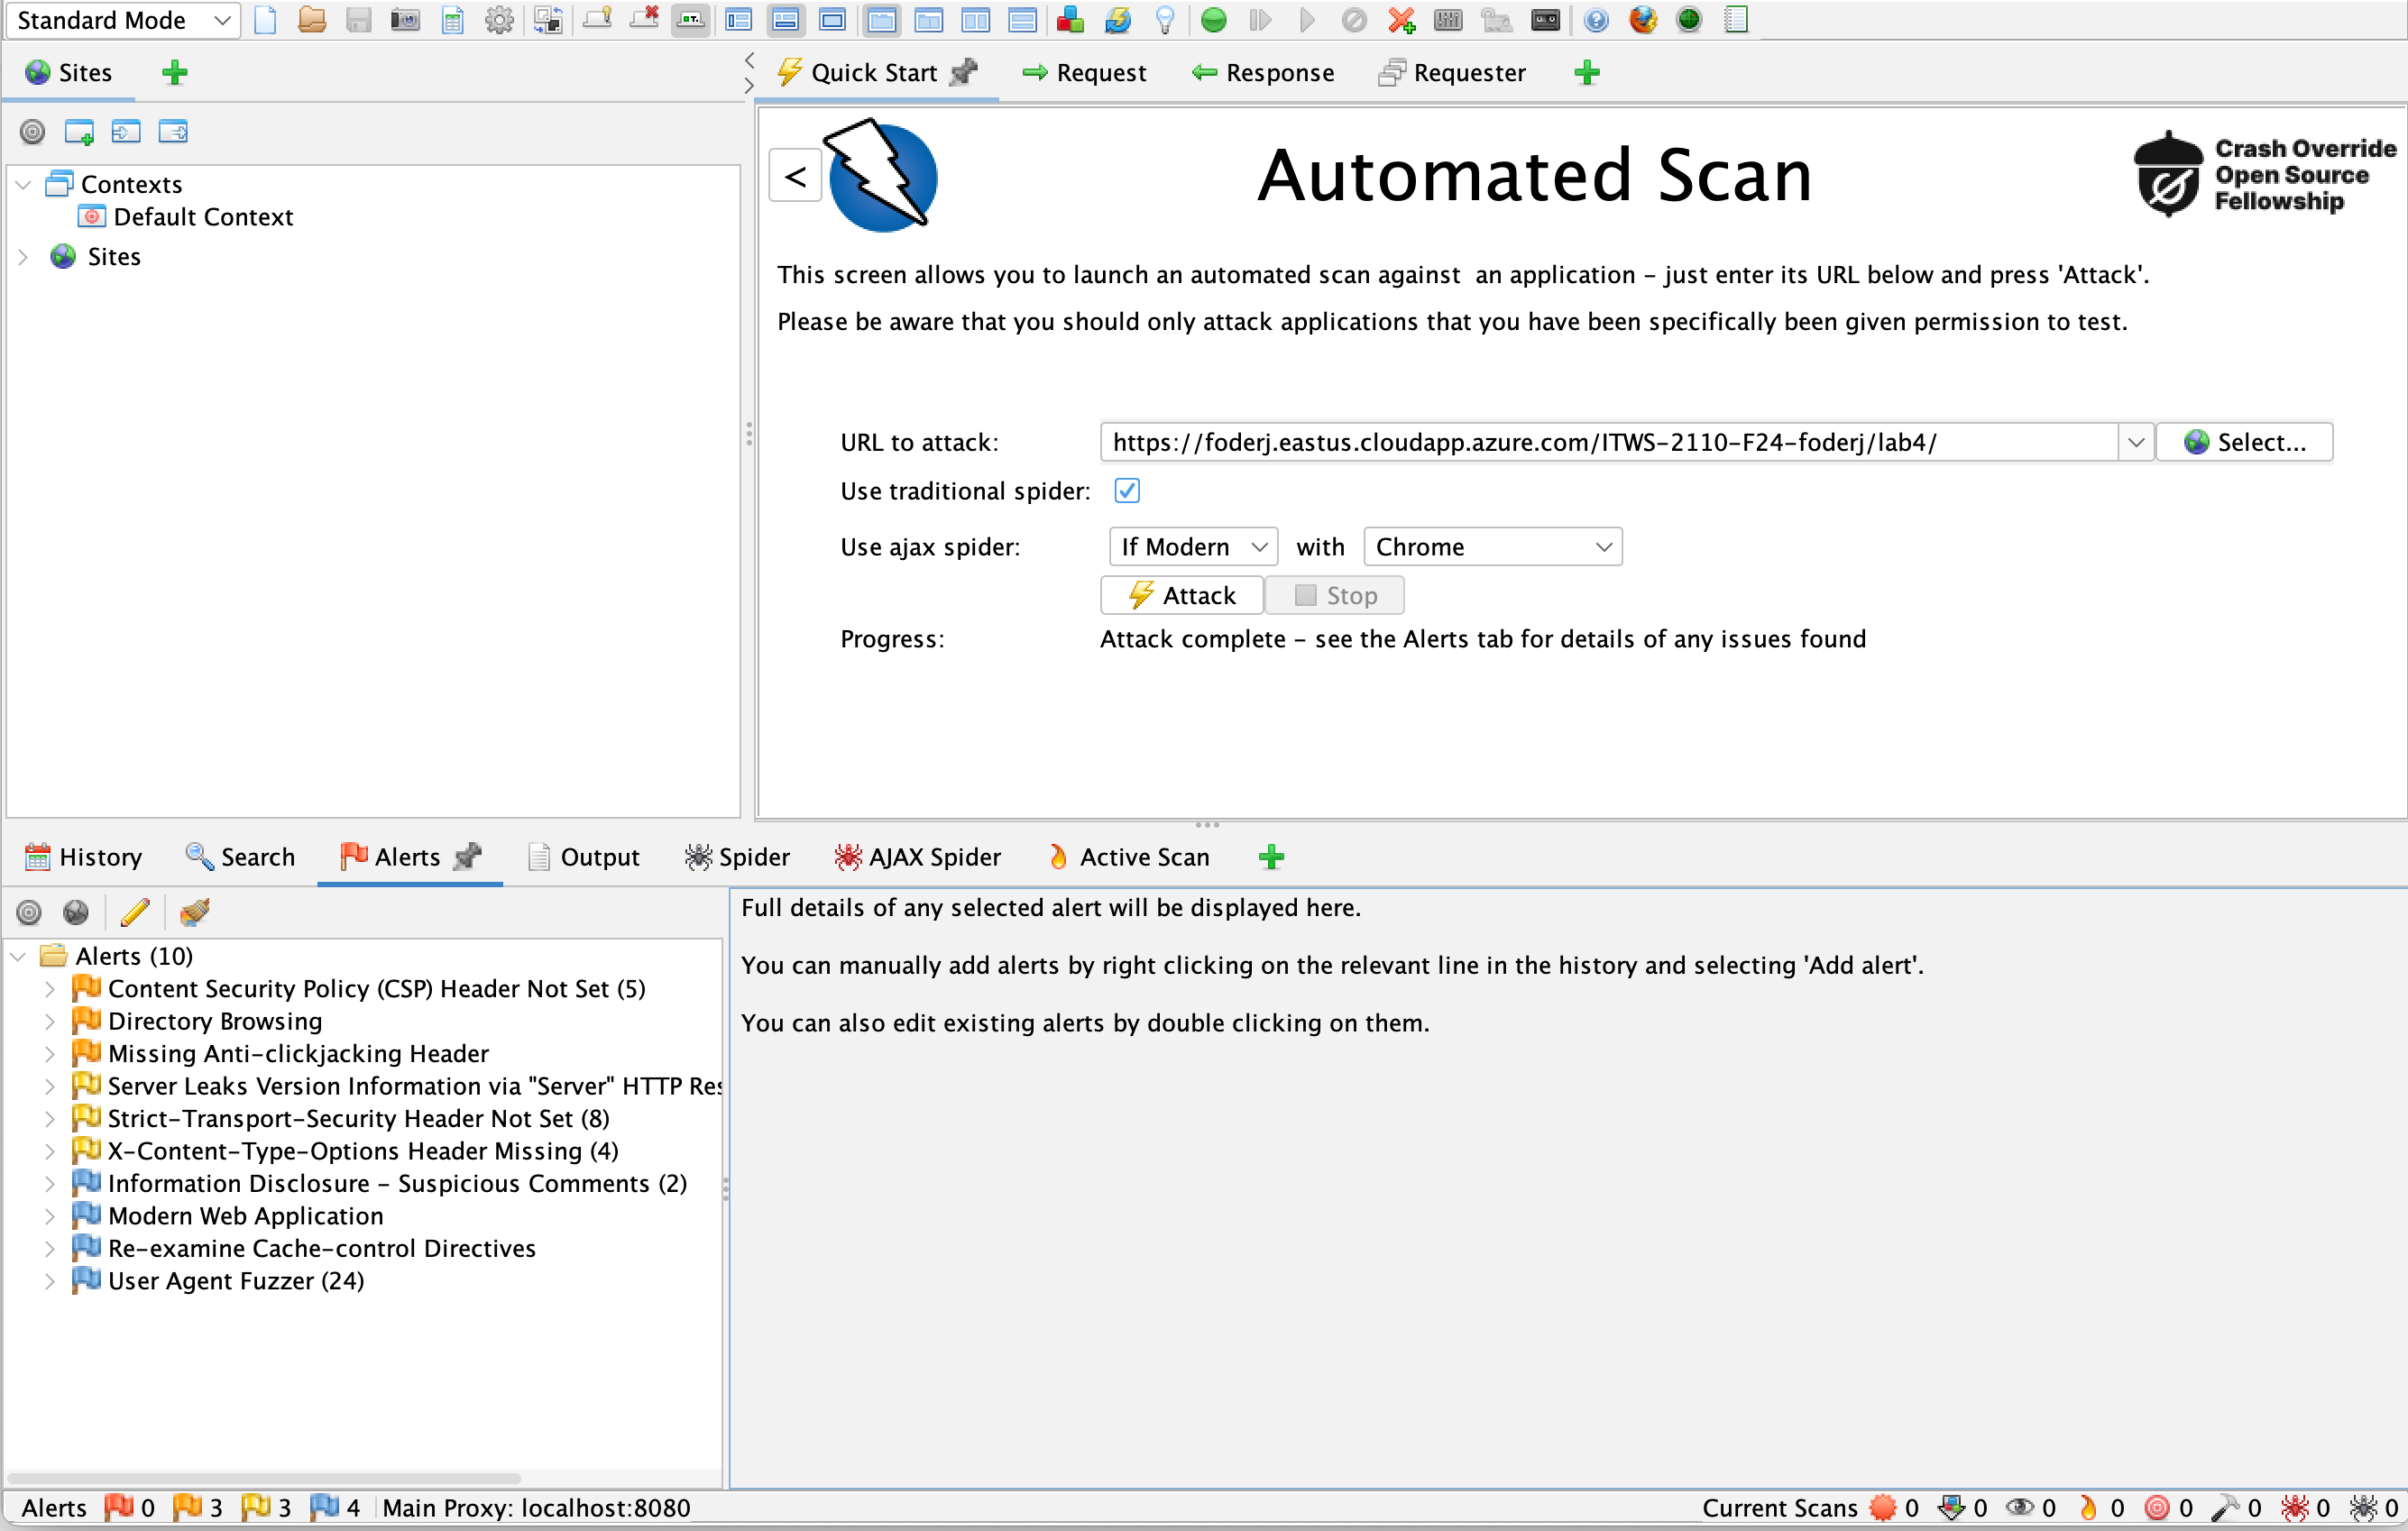 Standard Mode
Sites
Quick Start
Request
Response
Requester
Contexts
Default Context
Sites
<
Automated Scan
Crash Override
Open Source
Fellowship
This screen allows you to launch an automated scan against  an application - just enter its URL below and press 'Attack'.
Please be aware that you should only attack applications that you have been specifically been given permission to test.
URL to attack:
https://foderj.eastus.cloudapp.azure.com/ITWS-2110-F24-foderj/lab4/
Select...
Use traditional spider:
Use ajax spider:
If Modern
with
Chrome
Attack
Stop
Progress:
Attack complete - see the Alerts tab for details of any issues found
History
Search
Alerts
Output
Spider
AJAX Spider
Active Scan
Alerts (10)
Content Security Policy (CSP) Header Not Set (5)
Directory Browsing
Missing Anti-clickjacking Header
Server Leaks Version Information via "Server" HTTP Res
Strict-Transport-Security Header Not Set (8)
X-Content-Type-Options Header Missing (4)
Information Disclosure - Suspicious Comments (2)
Modern Web Application
Re-examine Cache-control Directives
User Agent Fuzzer (24)
Full details of any selected alert will be displayed here.
You can manually add alerts by right clicking on the relevant line in the history and selecting 'Add alert'.
You can also edit existing alerts by double clicking on them.
Alerts 0 3 3 4 Main Proxy: localhost:8080
Current Scans 0 0 0 0 0 0 0 0